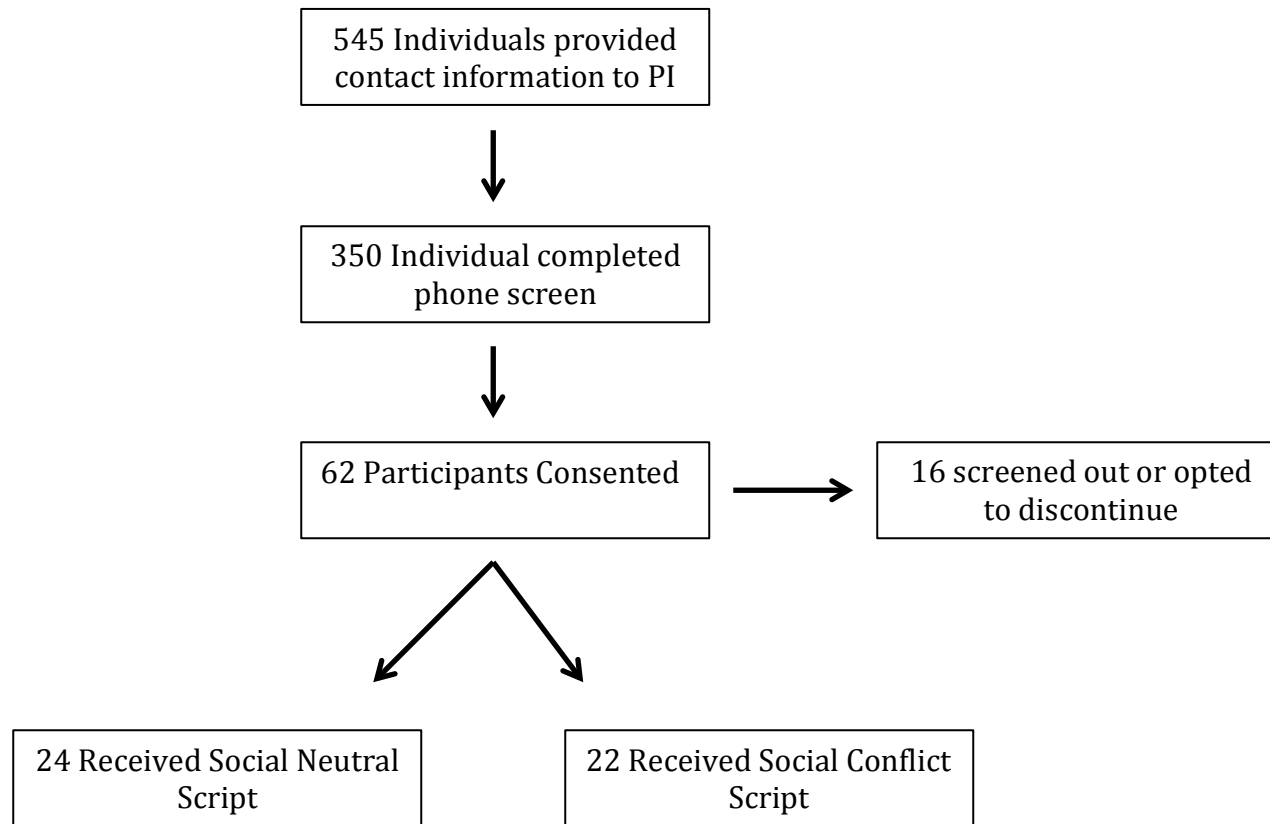 545 Individuals provided
contact information to PI
350 Individual completed
phone screen
62 Participants Consented
16 screened out or opted
to discontinue
24 Received Social Neutral
Script
22 Received Social Conflict
Script